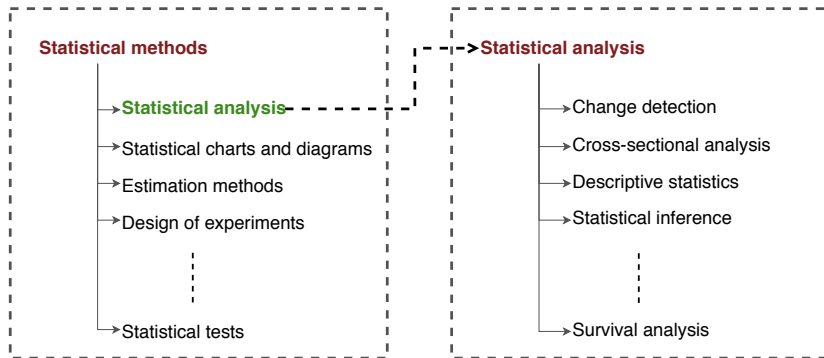 Statistical methods
Statistical analysis
Statistical charts and diagrams
Estimation methods
Design of experiments
Statistical tests
Statistical analysis
Change detection
Cross-sectional analysis
Descriptive statistics
Statistical inference
Survival analysis